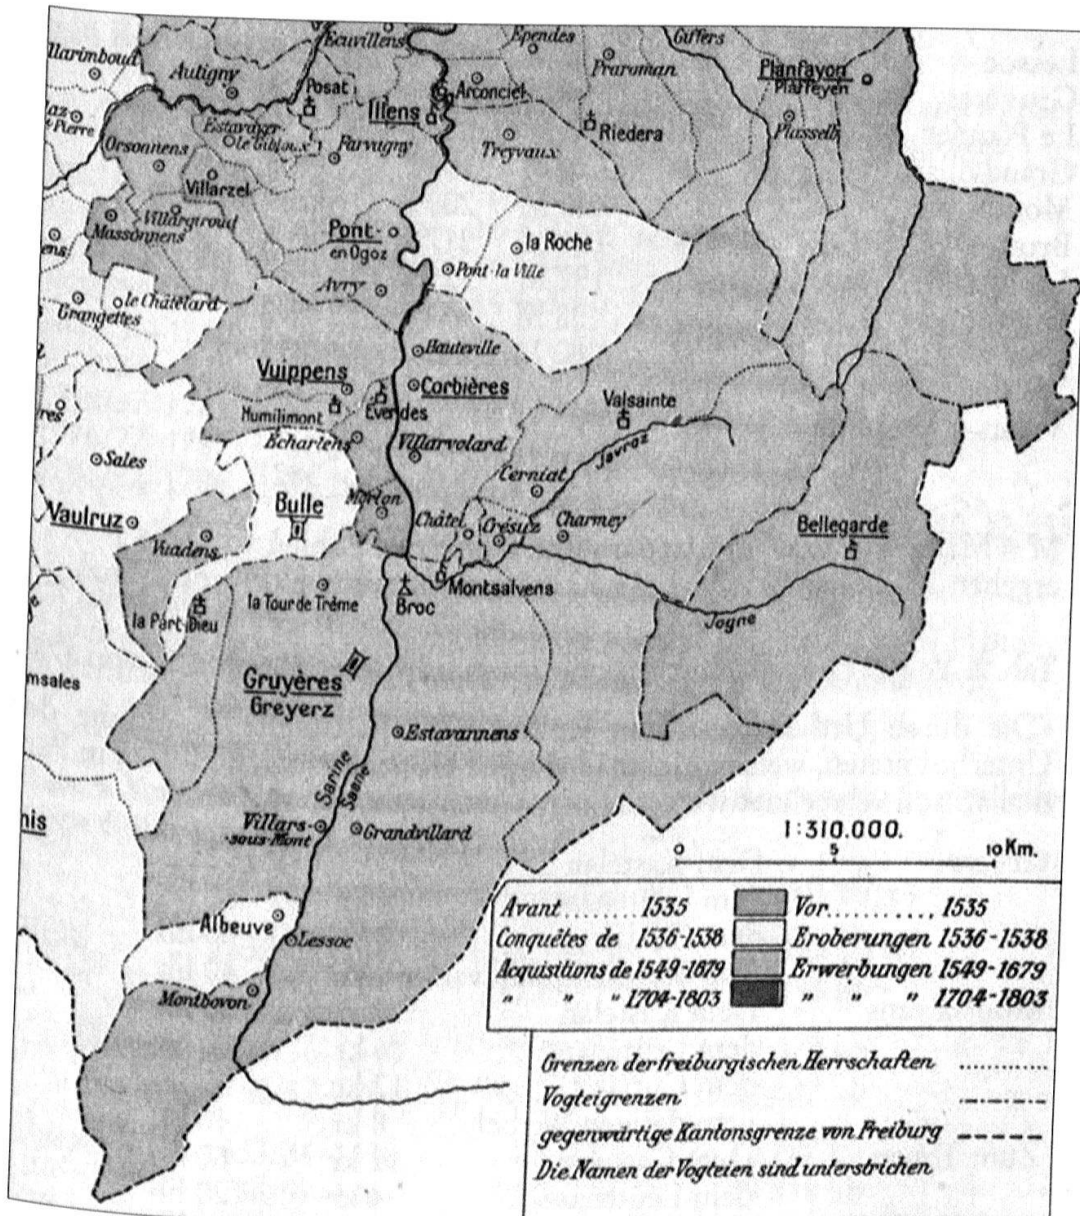 Ecuvillens
Ependes
Giffers
Autigny
Posat
Illens
Arconciel
Praroman
Planfayon
Plaffeyen
Estavayer
le Gibloux
Farvagny
Treyvaux
Riedera
Plasselb
Orsonnens
Villarzel
Villargiroud
Massonnens
Pont-
en Ogoz
la Roche
Pont-la Ville
Avry
le Châtelard
Grangettes
Hauteville
Vuippens
Corbières
Humilimont
Everdes
Valsainte
Echarlens
Villarvolard
Javroz
Sales
Cerniat
Bulle
Morlon
Vaulruz
Vuadens
Châtel
Crésuz
Charmey
Bellegarde
Montsalvens
la Tour de Trême
Broc
la Part-Dieu
Jogne
msales
Gruyères
Greyerz
Estavannens
Sarine
Saane
nis
Villars-
sous-Mont
Grandvillard
1:310.000.
0 5 10 Km.
Albeuve
Lessoc
Montbovon
Avant ........ 1535 Vor ........ 1535
Conquêtes de 1536-1538 Eroberungen 1536-1538
Acquisitions de 1549-1679 Erwerbungen 1549-1679
" " " 1704-1803 " " " 1704-1803
Grenzen der freiburgischen Herrschaften
Vogteigrenzen
gegenwärtige Kantonsgrenze von Freiburg
Die Namen der Vogteien sind unterstrichen